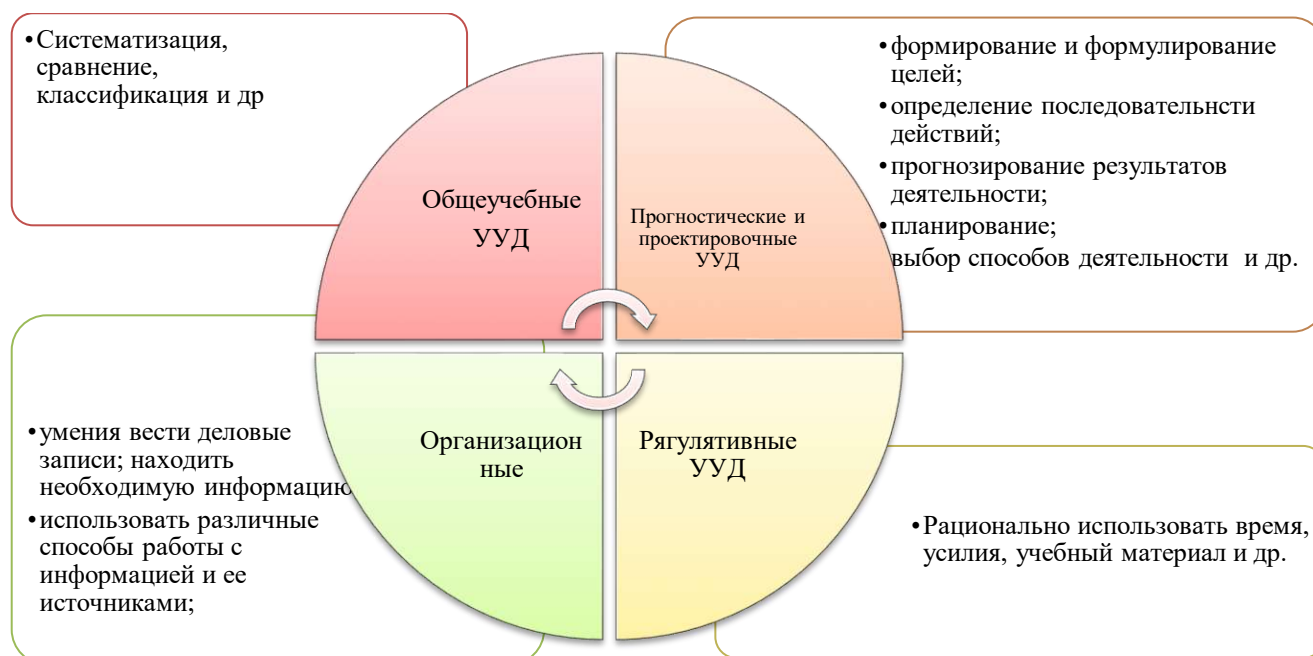 •Систематизация,
сравнение,
классификация и др
•формирование и формулирование
целей;
•определение последовательнсти
действий;
•прогнозирование результатов
деятельности;
•планирование;
выбор способов деятельности и др.
Общеучебные
УУД
Прогностические и
проектировочные
УУД
•умения вести деловые
записи; находить
необходимую информацию
•использовать различные
способы работы с
информацией и ее
источниками;
Организацион
ные
Рягулятивные
УУД
•Рационально использовать время,
усилия, учебный материал и др.